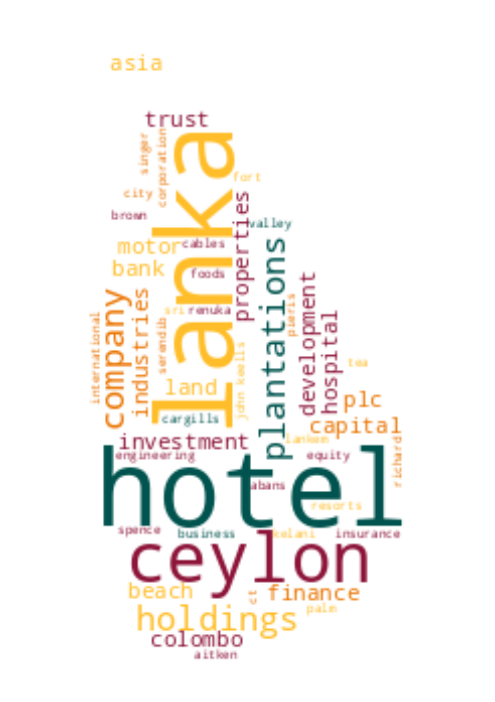 asia
trust
singer
corporation
lanka
fort
city
brown
properties
valley
motor
cables
plantations
bank
foods
development
company
industries
sri
renuka
pieris
hospital
international
serendib
john keells
tea
land
plc
cargills
capital
investment
lankem
richard
engineering
equity
hotel
abans
resorts
spence
business
kelani
insurance
ceylon
beach
ct
finance
holdings
palm
colombo
aitken